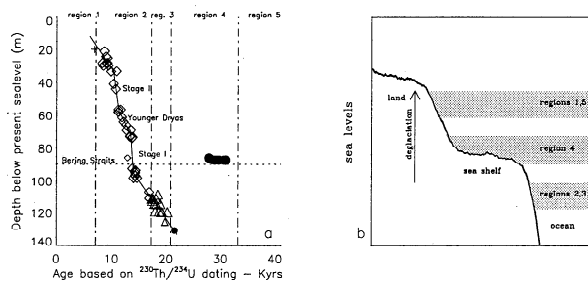 region 1 region 2 reg. 3 region 4 region 5
0
20
40
60
80
100
120
140
Depth below present sealevel (m)
Stage I
Younger Dryas
Stage I
Bering Straits
a
0 10 20 30 40
Age based on ²³⁰Th/²³⁴U dating – Kyrs
sea levels
land
deglaciation
regions 1,5
region 4
sea shelf
regions 2,3
ocean
b